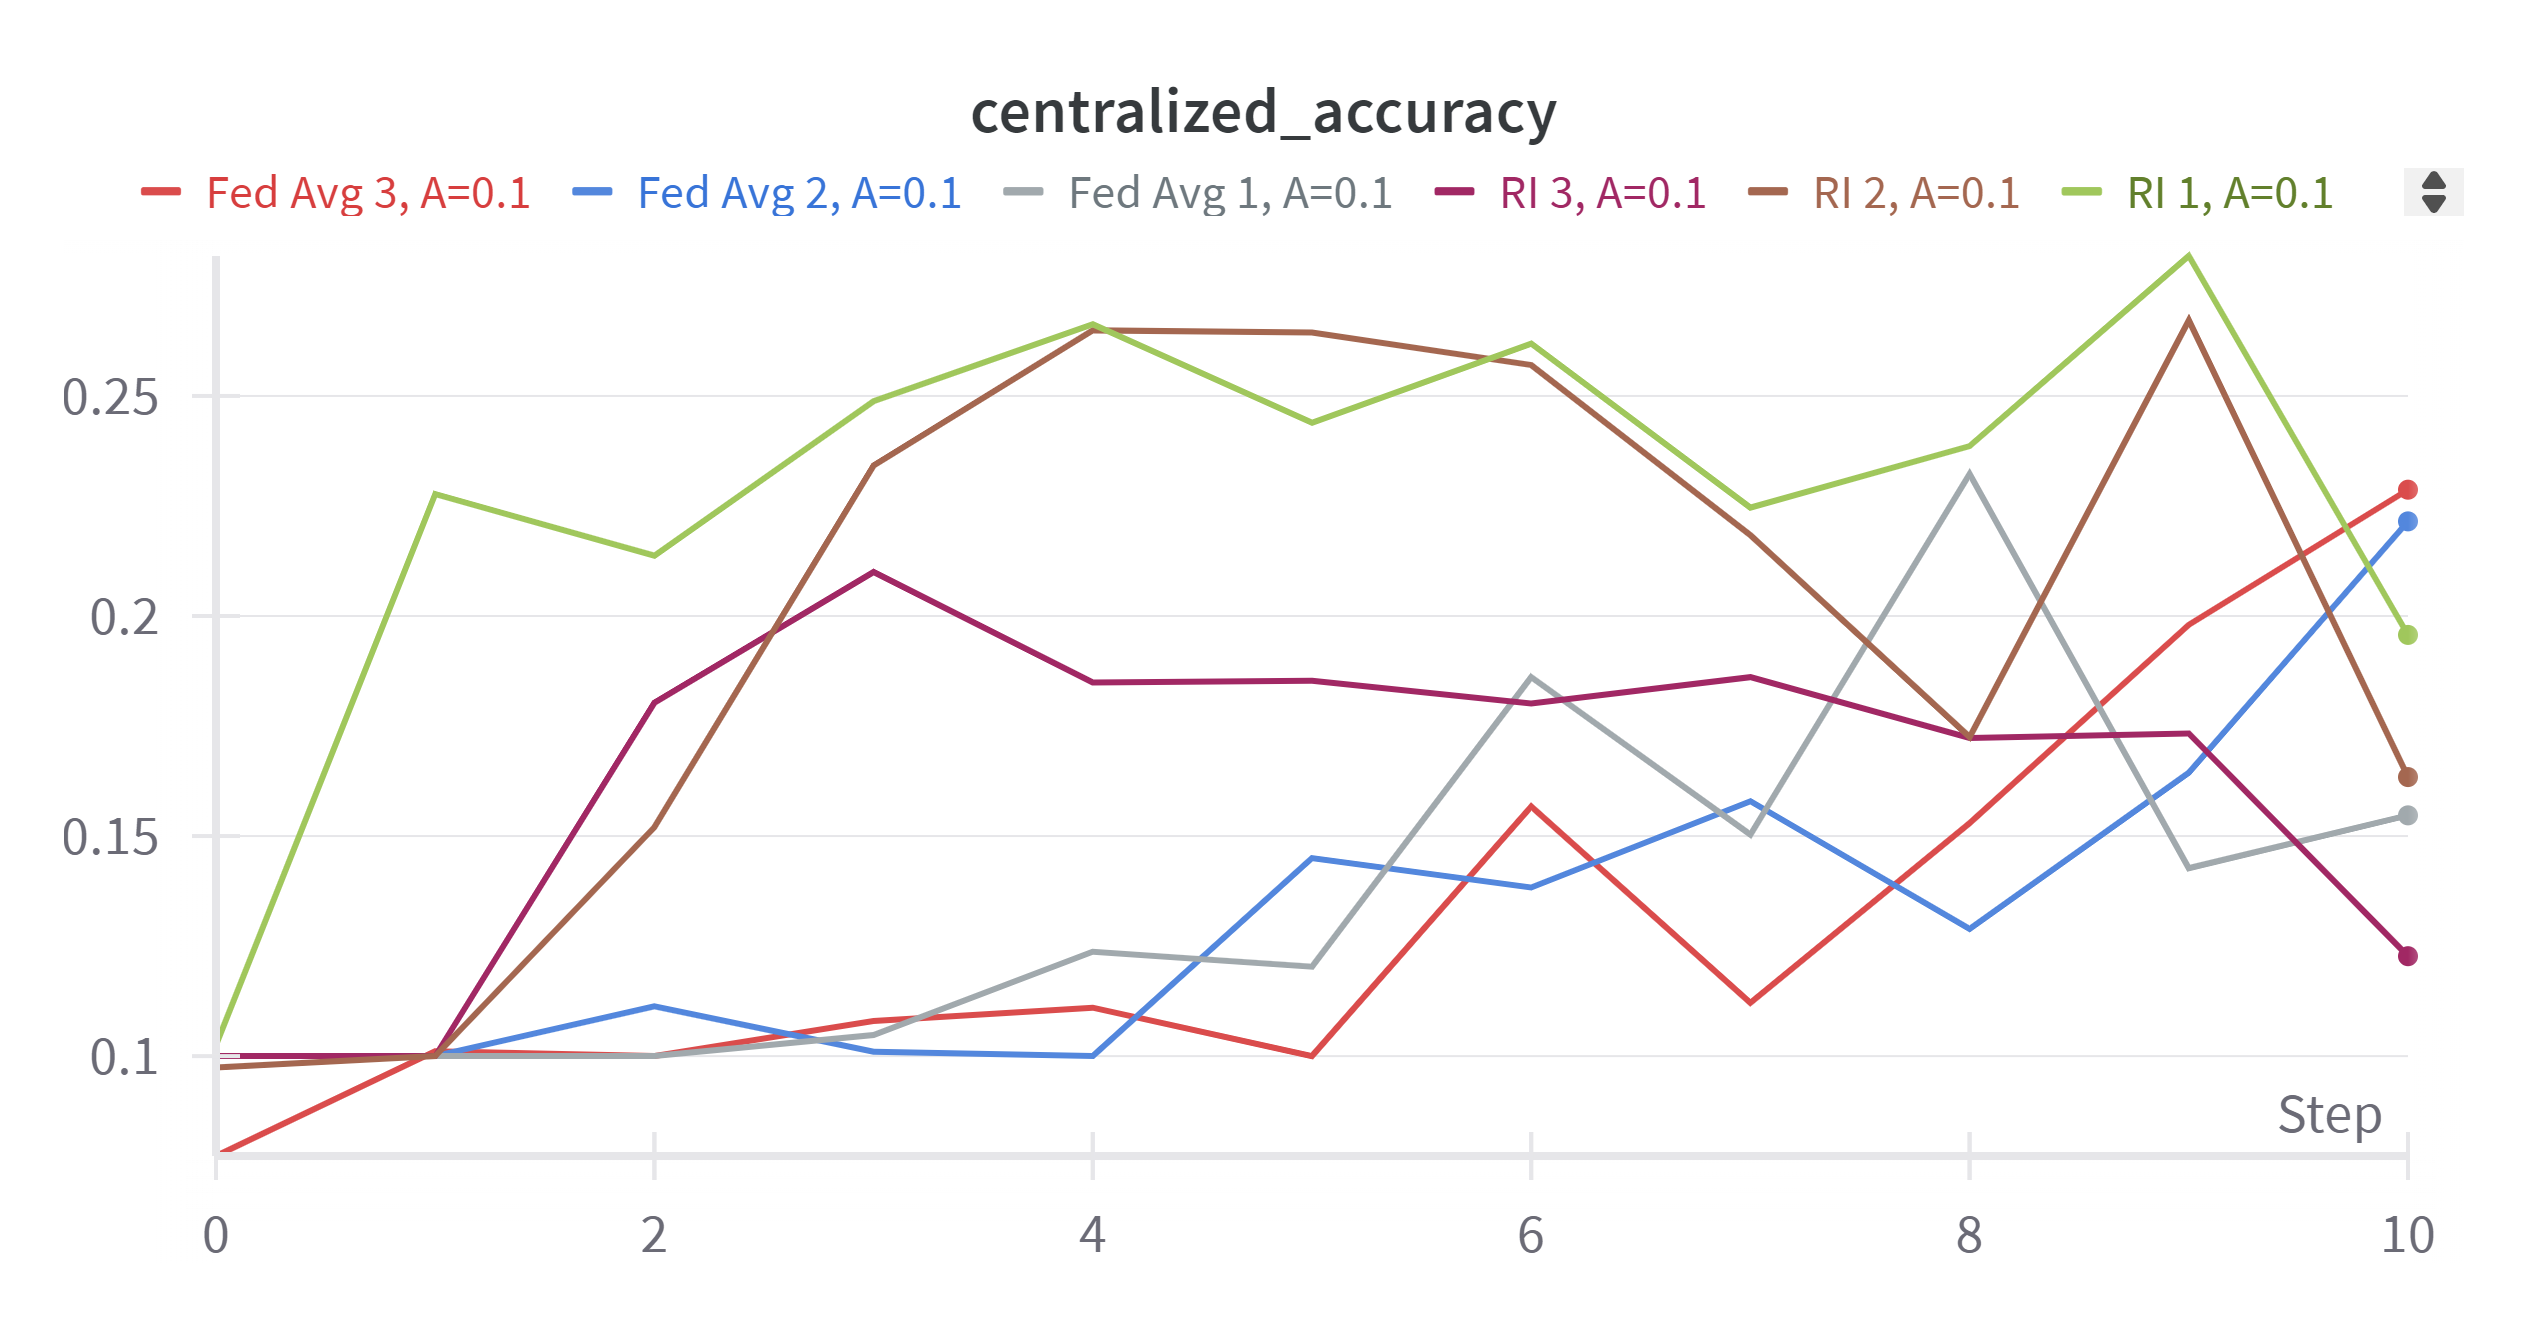 centralized_accuracy
Fed Avg 3, A=0.1 Fed Avg 2, A=0.1 Fed Avg 1, A=0.1 RI 3, A=0.1 RI 2, A=0.1 RI 1, A=0.1
0.25
0.2
0.15
0.1
Step
0 2 4 6 8 10